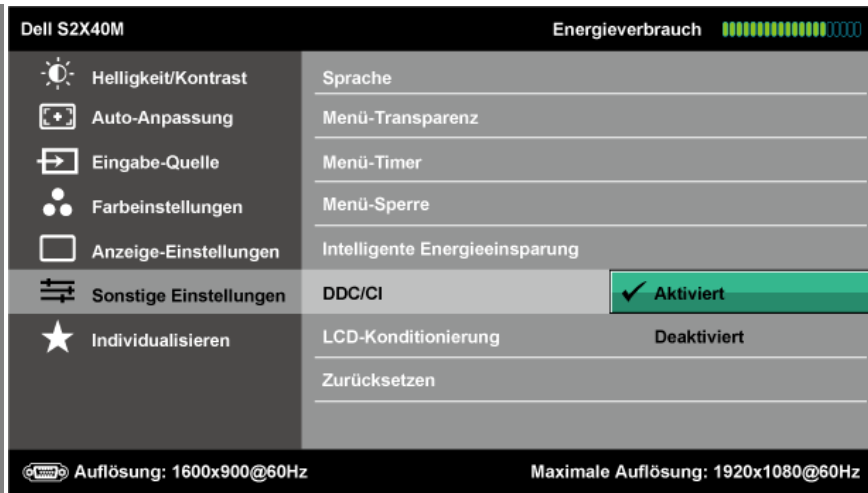 Dell S2X40M
Energieverbrauch
Helligkeit/Kontrast
Auto-Anpassung
Eingabe-Quelle
Farbeinstellungen
Anzeige-Einstellungen
Sonstige Einstellungen
Individualisieren
Sprache
Menü-Transparenz
Menü-Timer
Menü-Sperre
Intelligente Energieeinsparung
DDC/CI
Aktiviert
LCD-Konditionierung
Deaktiviert
Zurücksetzen
Auflösung: 1600x900@60Hz
Maximale Auflösung: 1920x1080@60Hz